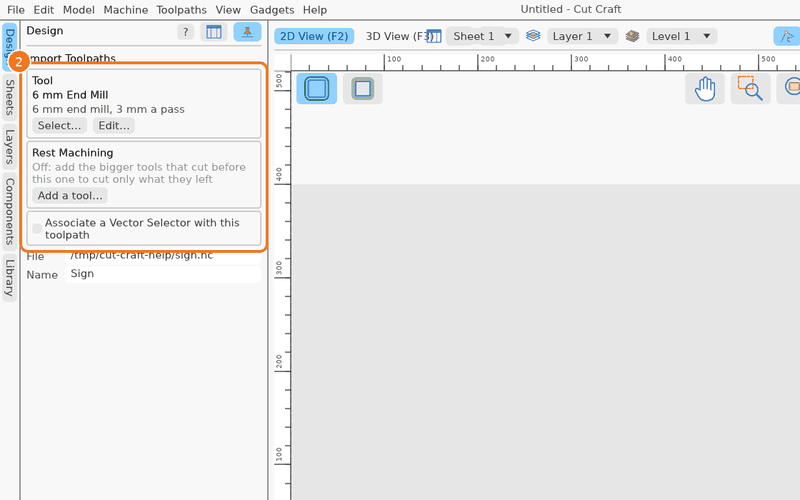 File Edit Model Machine Toolpaths View Gadgets Help
Untitled - Cut Craft
Design
?
2D View (F2)
3D View (F3)
Sheet 1
Layer 1
Level 1
Import Toolpaths
2
Tool
6 mm End Mill
6 mm end mill, 3 mm a pass
Select...
Edit...
Rest Machining
Off: add the bigger tools that cut before
this one to cut only what they left
Add a tool...
Associate a Vector Selector with this
toolpath
File
/tmp/cut-craft-help/sign.nc
Name
Sign
Design
Sheets
Layers
Components
Library
100
200
300
400
500
500
400
300
200
100